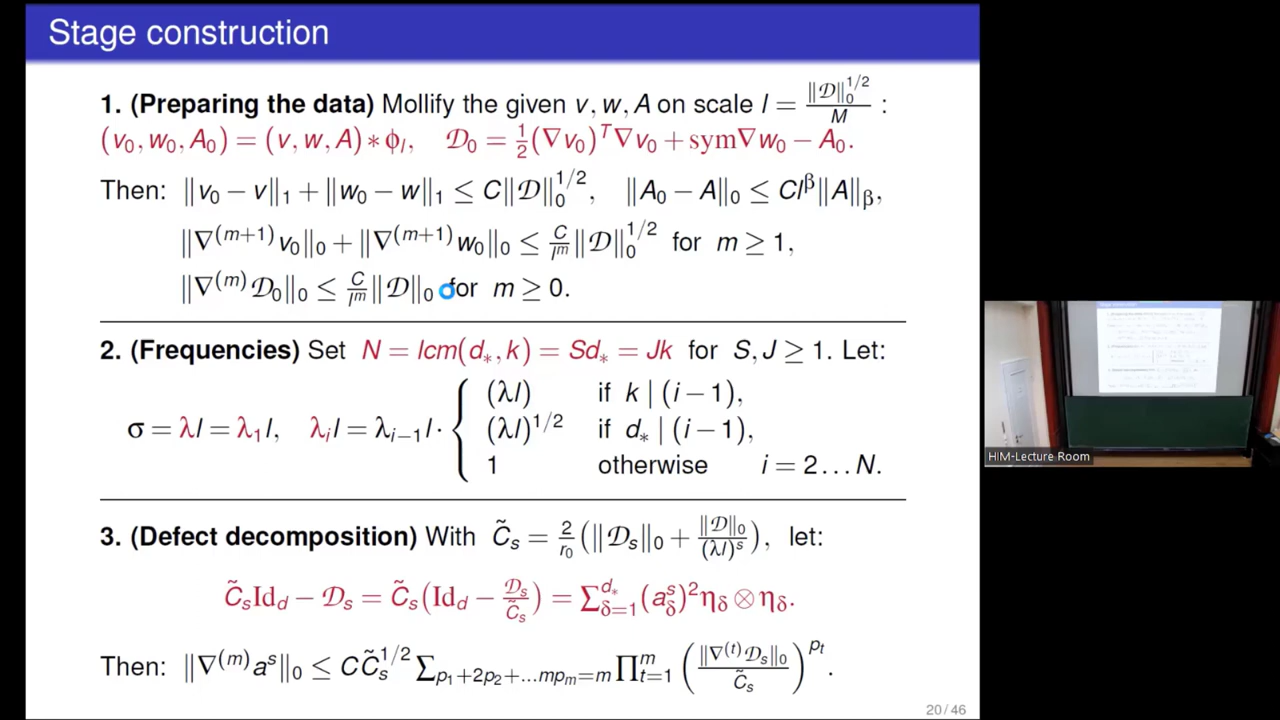 Stage construction
1. (Preparing the data) Mollify the given v, w, A on scale l = ‖𝒟‖₀^{1/2} / M :
(v₀, w₀, A₀) = (v, w, A) ∗ ϕ_l, 𝒟₀ = ½(∇v₀)^T ∇v₀ + sym∇w₀ − A₀.
Then: ‖v₀ − v‖₁ + ‖w₀ − w‖₁ ≤ C‖𝒟‖₀^{1/2}, ‖A₀ − A‖₀ ≤ Cl^β‖A‖_β,
‖∇^{(m+1)}v₀‖₀ + ‖∇^{(m+1)}w₀‖₀ ≤ C/l^m ‖𝒟‖₀^{1/2} for m ≥ 1,
‖∇^{(m)}𝒟₀‖₀ ≤ C/l^m ‖𝒟‖₀ for m ≥ 0.
2. (Frequencies) Set N = lcm(d_*, k) = Sd_* = Jk for S, J ≥ 1. Let:
σ = λl = λ₁l, λ_i l = λ_{i−1} l · {
(λl) if k | (i − 1),
(λl)^{1/2} if d_* | (i − 1),
1 otherwise i = 2…N.
3. (Defect decomposition) With C̃_s = 2/r₀ (‖𝒟_s‖₀ + ‖𝒟‖₀/(λl)^s), let:
C̃_s Id_d − 𝒟_s = C̃_s(Id_d − 𝒟_s/C̃_s) = ∑_{δ=1}^{d_*} (a_δ^s)² η_δ ⊗ η_δ.
Then: ‖∇^{(m)}a^s‖₀ ≤ CC̃_s^{1/2} ∑_{p₁+2p₂+…mp_m=m} ∏_{t=1}^m (‖∇^{(t)}𝒟_s‖₀ / C̃_s)^{p_t}.
20 / 46
HIM-Lecture Room